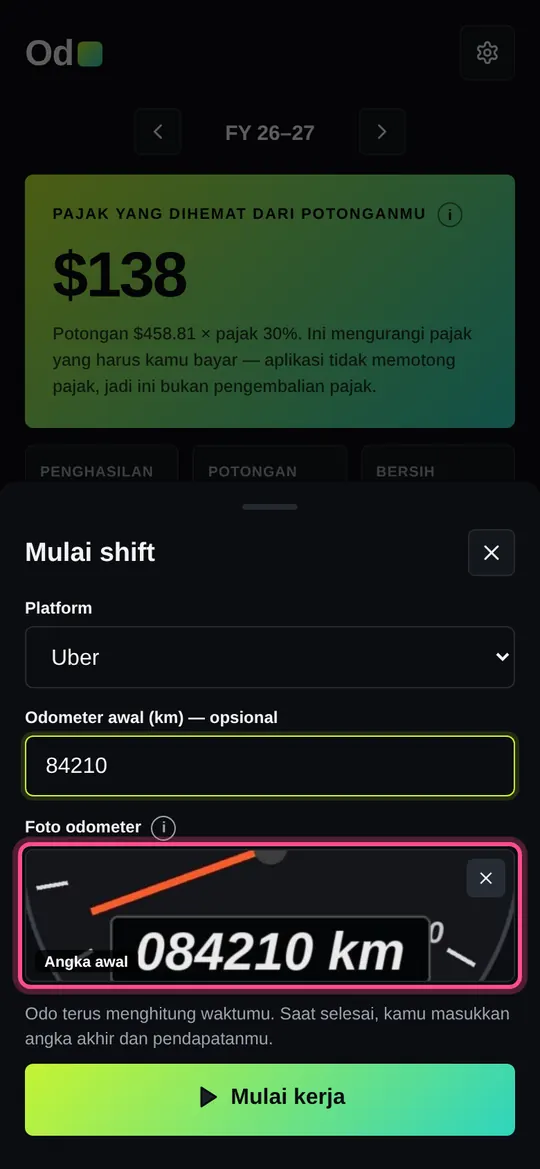 Od
FY 26–27
PAJAK YANG DIHEMAT DARI POTONGANMU i
$138
Potongan $458.81 × pajak 30%. Ini mengurangi pajak
yang harus kamu bayar — aplikasi tidak memotong
pajak, jadi ini bukan pengembalian pajak.
PENGHASILAN POTONGAN BERSIH
Mulai shift
Platform
Uber
Odometer awal (km) — opsional
84210
Foto odometer i
0
084210 km
Angka awal
Odo terus menghitung waktumu. Saat selesai, kamu masukkan
angka akhir dan pendapatanmu.
Mulai kerja